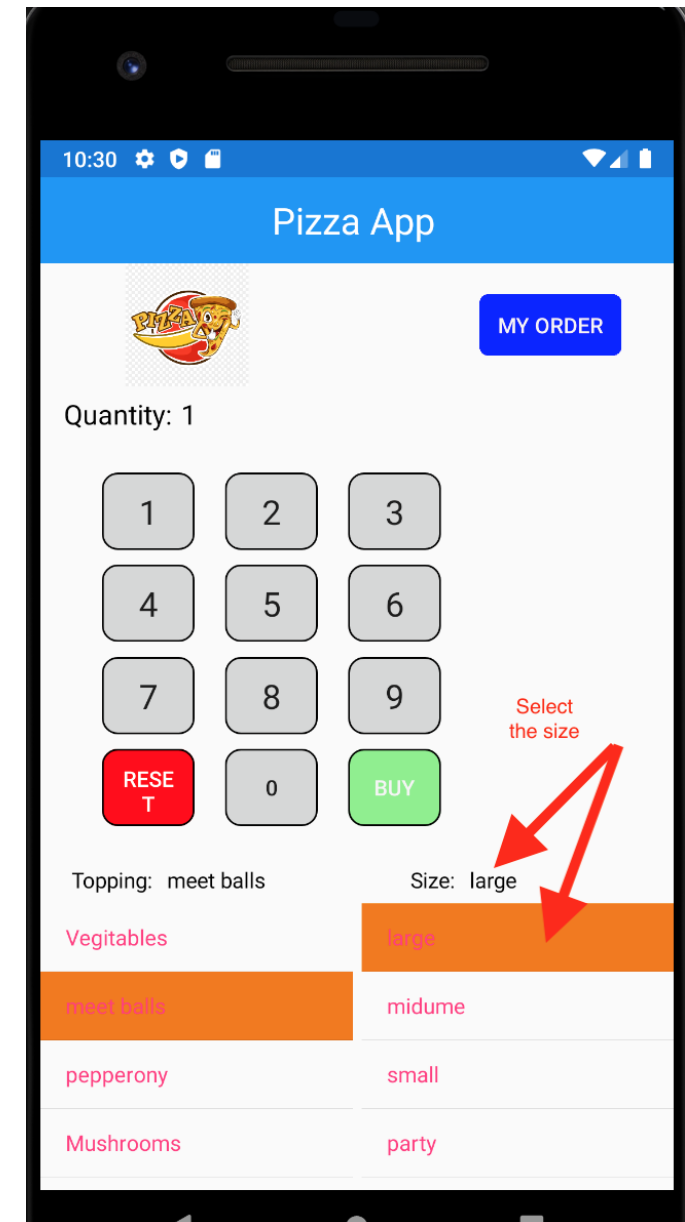 10:30
Pizza App
PIZZA
MY ORDER
Quantity: 1
1 2 3
4 5 6
7 8 9
Select
the size
RESE
T
0 BUY
Topping: meet balls Size: large
Vegitables large
meet balls midume
pepperony small
Mushrooms party